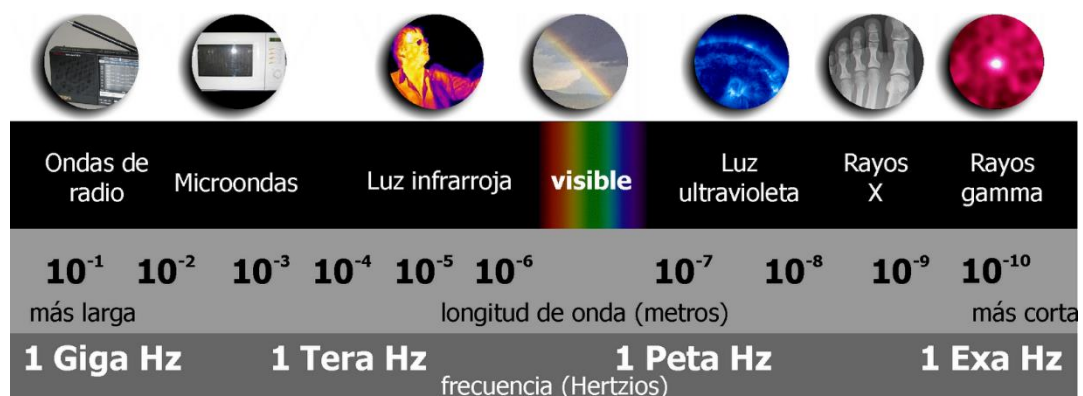 Ondas de radio
Microondas
Luz infrarroja
visible
Luz ultravioleta
Rayos X
Rayos gamma
10⁻¹ 10⁻² 10⁻³ 10⁻⁴ 10⁻⁵ 10⁻⁶ 10⁻⁷ 10⁻⁸ 10⁻⁹ 10⁻¹⁰
más larga longitud de onda (metros) más corta
1 Giga Hz 1 Tera Hz 1 Peta Hz 1 Exa Hz
frecuencia (Hertzios)